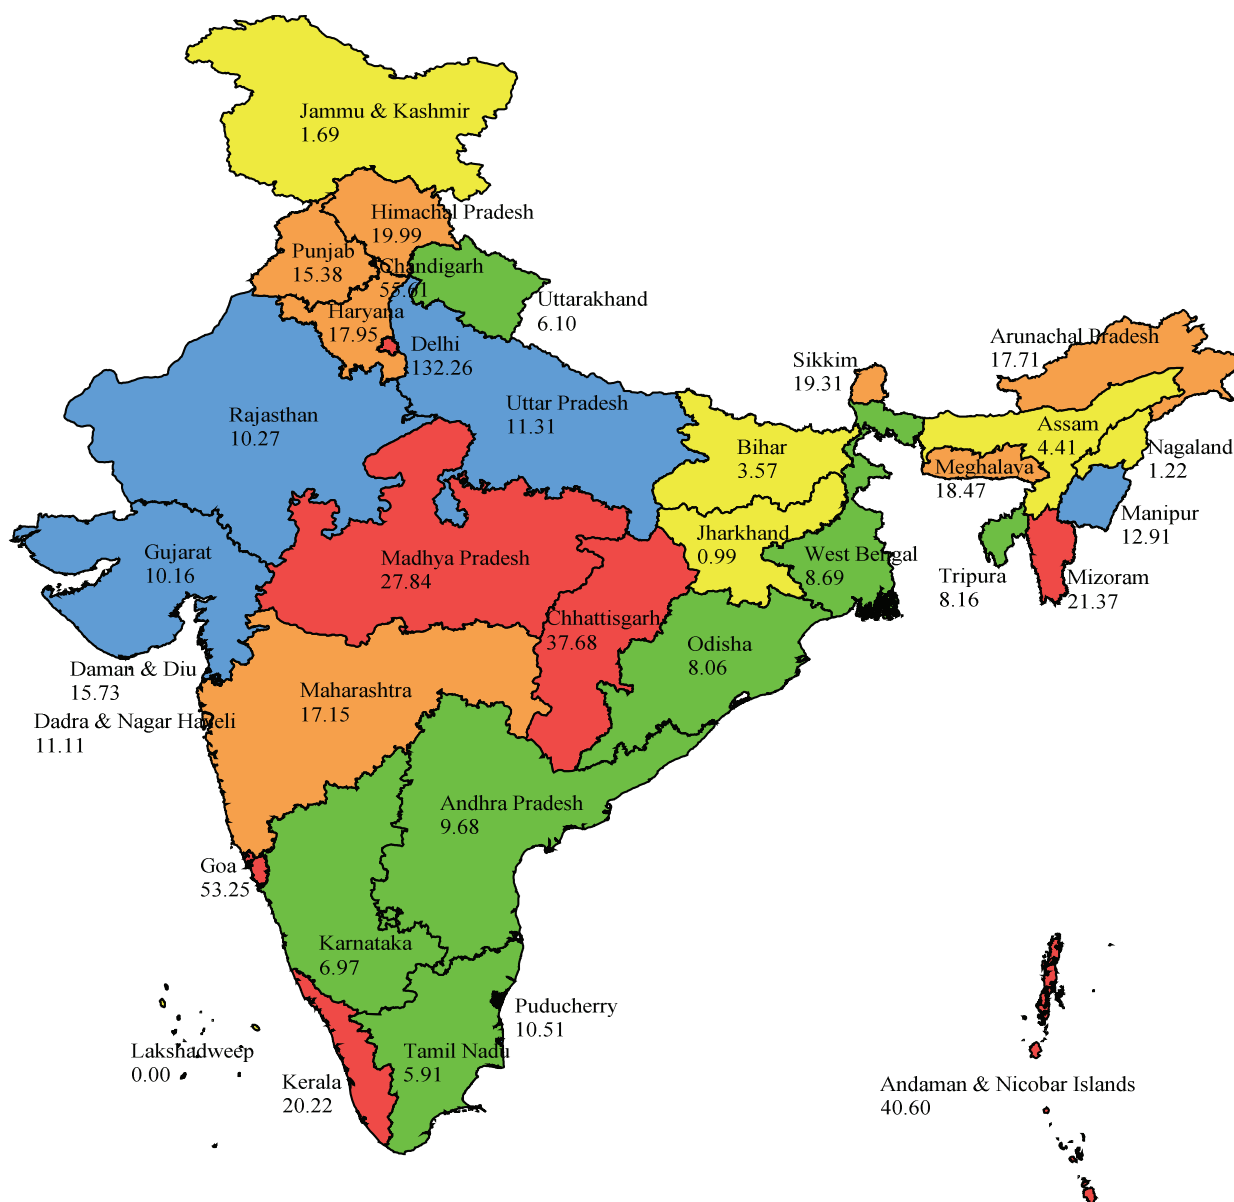 Jammu & Kashmir
1.69
Himachal Pradesh
19.99
Punjab
15.38
Chandigarh
55.61
Uttarakhand
6.10
Haryana
17.95
Delhi
132.26
Rajasthan
10.27
Uttar Pradesh
11.31
Bihar
3.57
Sikkim
19.31
Arunachal Pradesh
17.71
Assam
4.41
Nagaland
1.22
Meghalaya
18.47
Manipur
12.91
Tripura
8.16
Mizoram
21.37
Gujarat
10.16
Madhya Pradesh
27.84
Jharkhand
0.99
West Bengal
8.69
Chhattisgarh
37.68
Odisha
8.06
Daman & Diu
15.73
Dadra & Nagar Haveli
11.11
Maharashtra
17.15
Andhra Pradesh
9.68
Goa
53.25
Karnataka
6.97
Puducherry
10.51
Lakshadweep
0.00
Kerala
20.22
Tamil Nadu
5.91
Andaman & Nicobar Islands
40.60